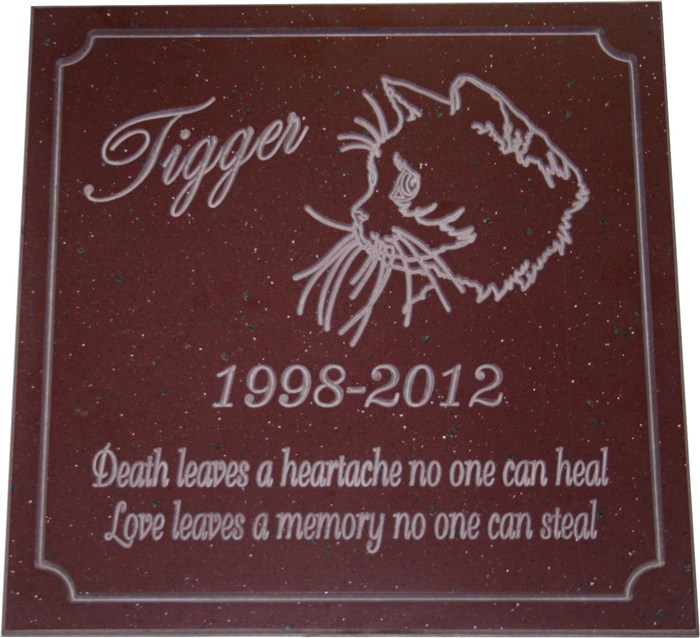 Tigger
1998-2012
Death leaves a heartache no one can heal
Love leaves a memory no one can steal